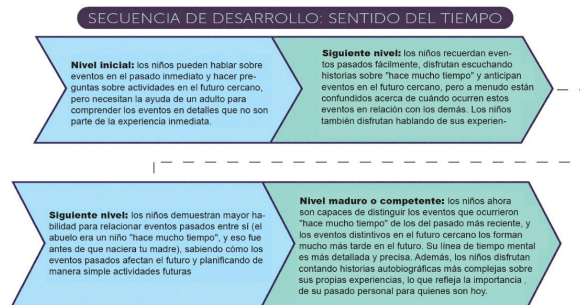 SECUENCIA DE DESARROLLO: SENTIDO DEL TIEMPO
Nivel inicial: los niños pueden hablar sobre
eventos en el pasado inmediato y hacer pre-
guntas sobre actividades en el futuro cercano,
pero necesitan la ayuda de un adulto para
comprender los eventos en detalles que no son
parte de la experiencia inmediata.
Siguiente nivel: los niños recuerdan even-
tos pasados fácilmente, disfrutan escuchando
historias sobre "hace mucho tiempo" y anticipan
eventos en el futuro cercano, pero a menudo están
confundidos acerca de cuándo ocurren estos
eventos en relación con los demás. Los niños
también disfrutan hablando de sus experien-
Siguiente nivel: los niños demuestran mayor ha-
bilidad para relacionar eventos pasados entre sí (el
abuelo era un niño "hace mucho tiempo", y eso fue
antes de que naciera tu madre), sabiendo cómo los
eventos pasados afectan el futuro y planificando de
manera simple actividades futuras
Nivel maduro o competente: los niños ahora
son capaces de distinguir los eventos que ocurrieron
"hace mucho tiempo" de los del pasado más reciente, y
los eventos distintivos en el futuro cercano los forman
mucho más tarde en el futuro. Su línea de tiempo mental
es más detallada y precisa. Además, los niños disfrutan
contando historias autobiográficas más complejas sobre
sus propias experiencias, lo que refleja la importancia
de su pasado personal para quienes son hoy.